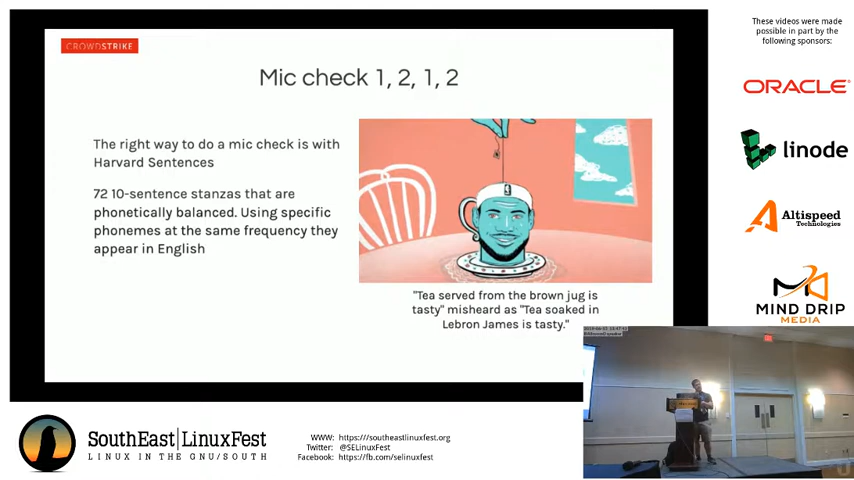 These videos were made
possible in part by the
following sponsors:
CROWDSTRIKE
Mic check 1, 2, 1, 2
The right way to do a mic check is with
Harvard Sentences
72 10-sentence stanzas that are
phonetically balanced. Using specific
phonemes at the same frequency they
appear in English
"Tea served from the brown jug is
tasty" misheard as "Tea soaked in
Lebron James is tasty."
ORACLE
linode
Altispeed
Technologies
MIND DRIP
MEDIA
SouthEast|LinuxFest
LINUX IN THE GNU/SOUTH
WWW: https://southeastlinuxfest.org
Twitter: @SELinuxFest
Facebook: https://fb.com/selinuxfest